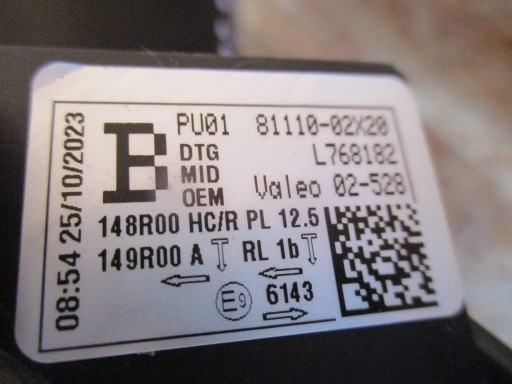 08:54 25/10/2023
B
PU01 81110-02X20
DTG L768182
MID
OEM Valeo 02-528
148R00 HC/R PL 12.5
149R00 A RL 1b
E9 6143